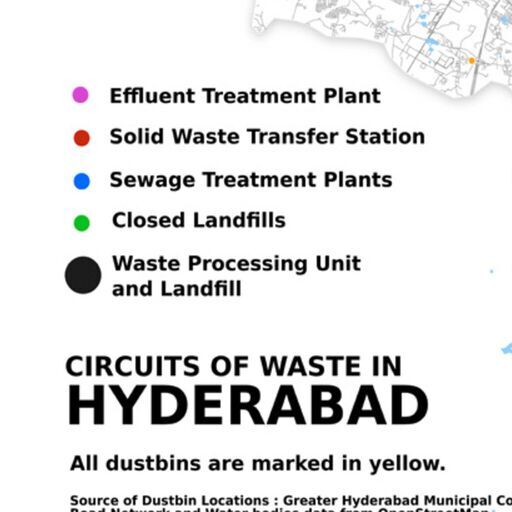 Effluent Treatment Plant
Solid Waste Transfer Station
Sewage Treatment Plants
Closed Landfills
Waste Processing Unit
and Landfill
CIRCUITS OF WASTE IN
HYDERABAD
All dustbins are marked in yellow.
Source of Dustbin Locations : Greater Hyderabad Municipal Co
Road Network and Water bodies data from OpenStreetMap